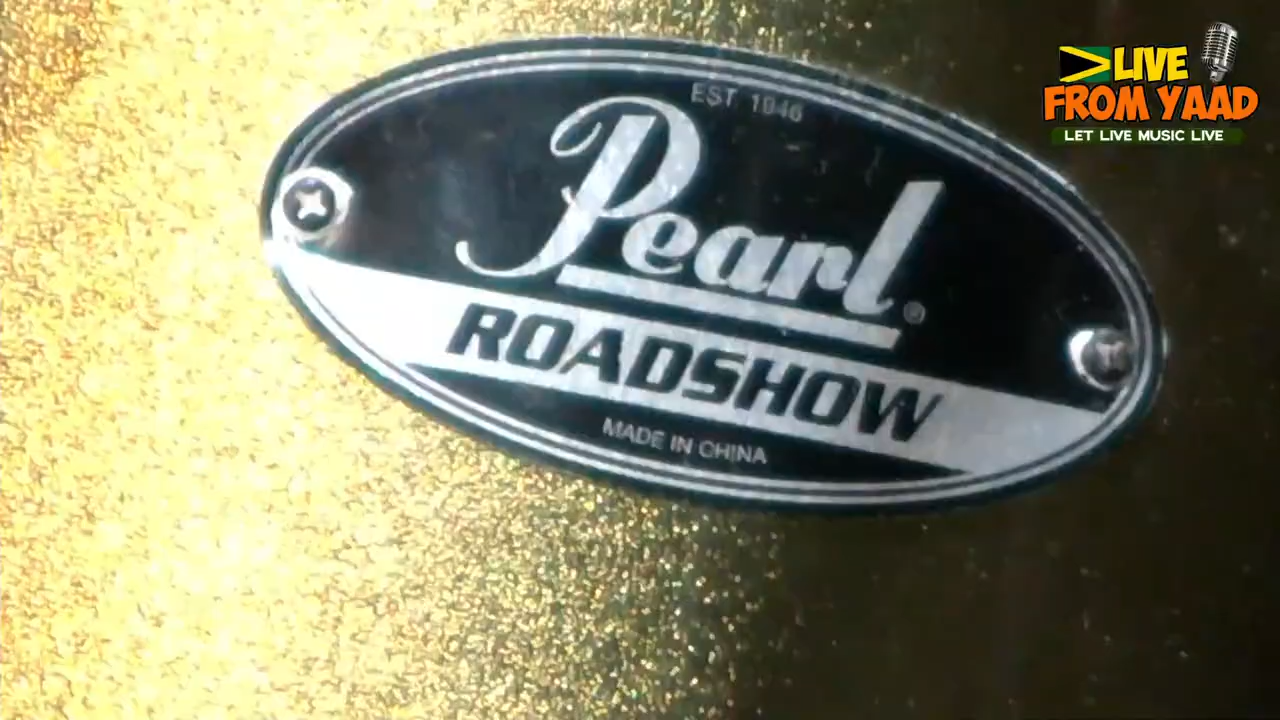 EST. 1946
Pearl®
ROADSHOW
MADE IN CHINA
LIVE
FROM YAAD
LET LIVE MUSIC LIVE